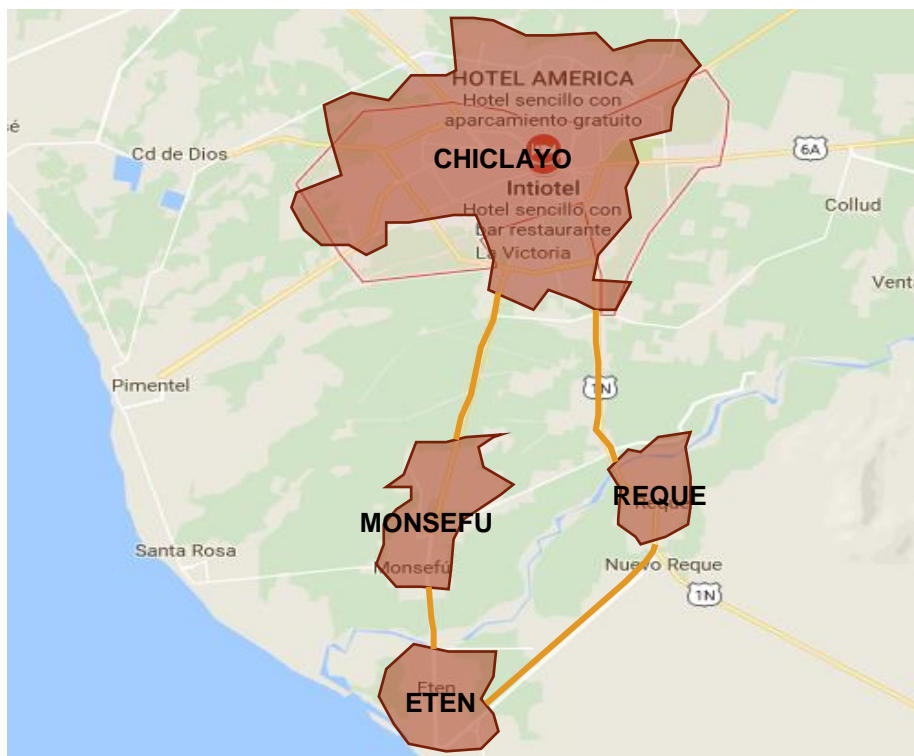 HOTEL AMERICA
Hotel sencillo con
aparcamiento gratuito
sé
Cd de Dios
CHICLAYO
6A
Intiotel
Hotel sencillo con
bar restaurante
La Victoria
Collud
Vent
Pimentel
1N
REQUE
Reque
MONSEFU
Santa Rosa
Monsefú
Nuevo Reque
1N
Eten
ETEN